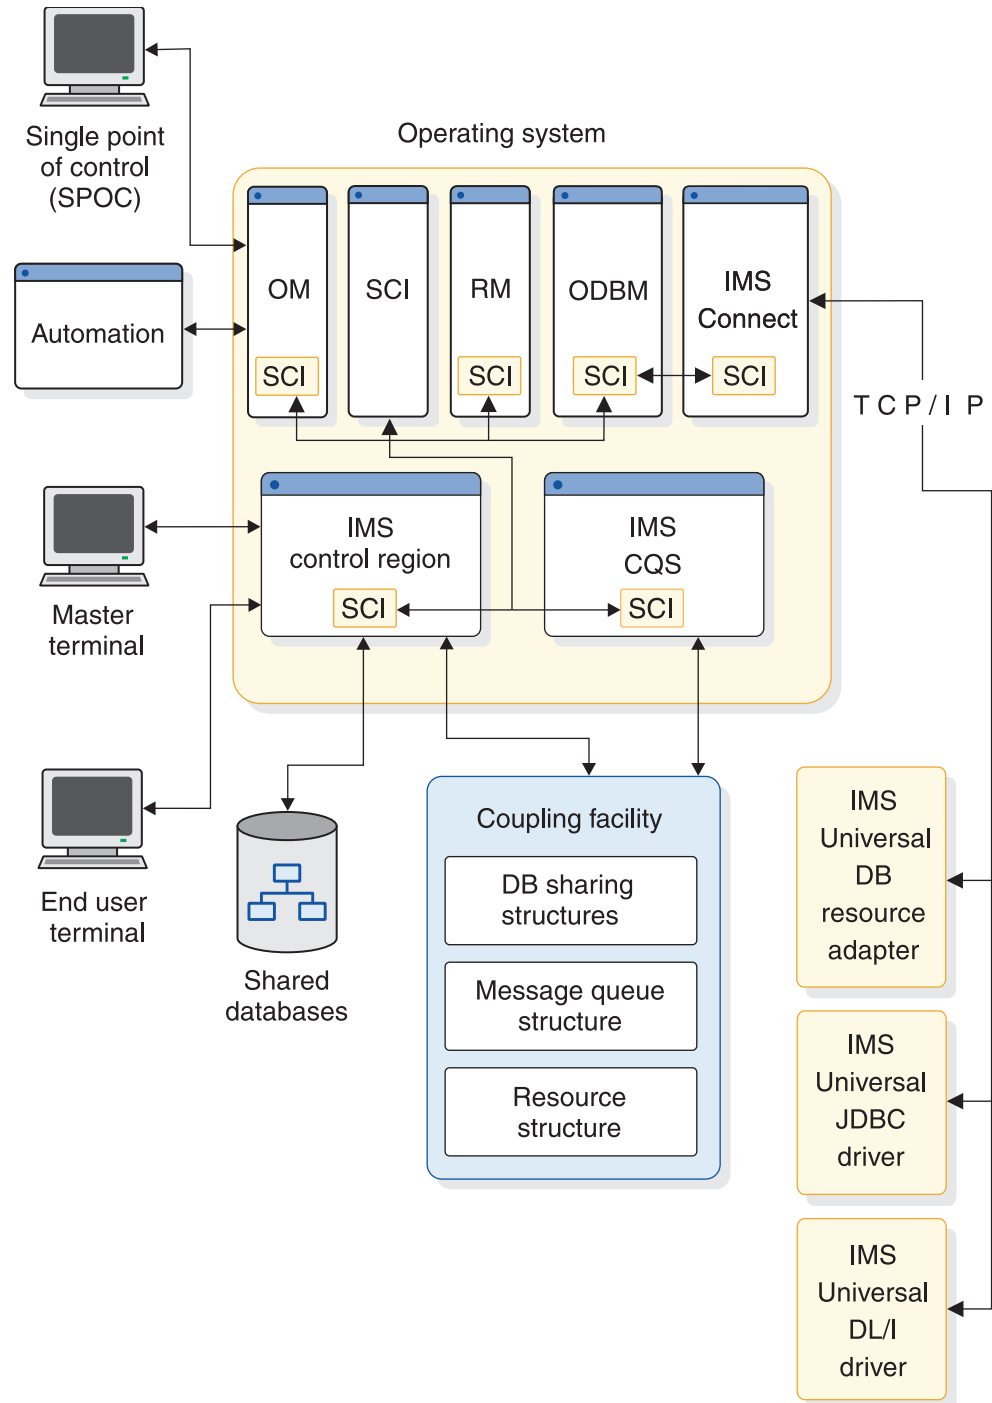 Single point
of control
(SPOC)
Operating system
Automation
OM
SCI
SCI
RM
SCI
ODBM
SCI
IMS
Connect
SCI
TCP/IP
Master
terminal
IMS
control region
SCI
IMS
CQS
SCI
End user
terminal
Shared
databases
Coupling facility
DB sharing
structures
Message queue
structure
Resource
structure
IMS
Universal
DB
resource
adapter
IMS
Universal
JDBC
driver
IMS
Universal
DL/I
driver